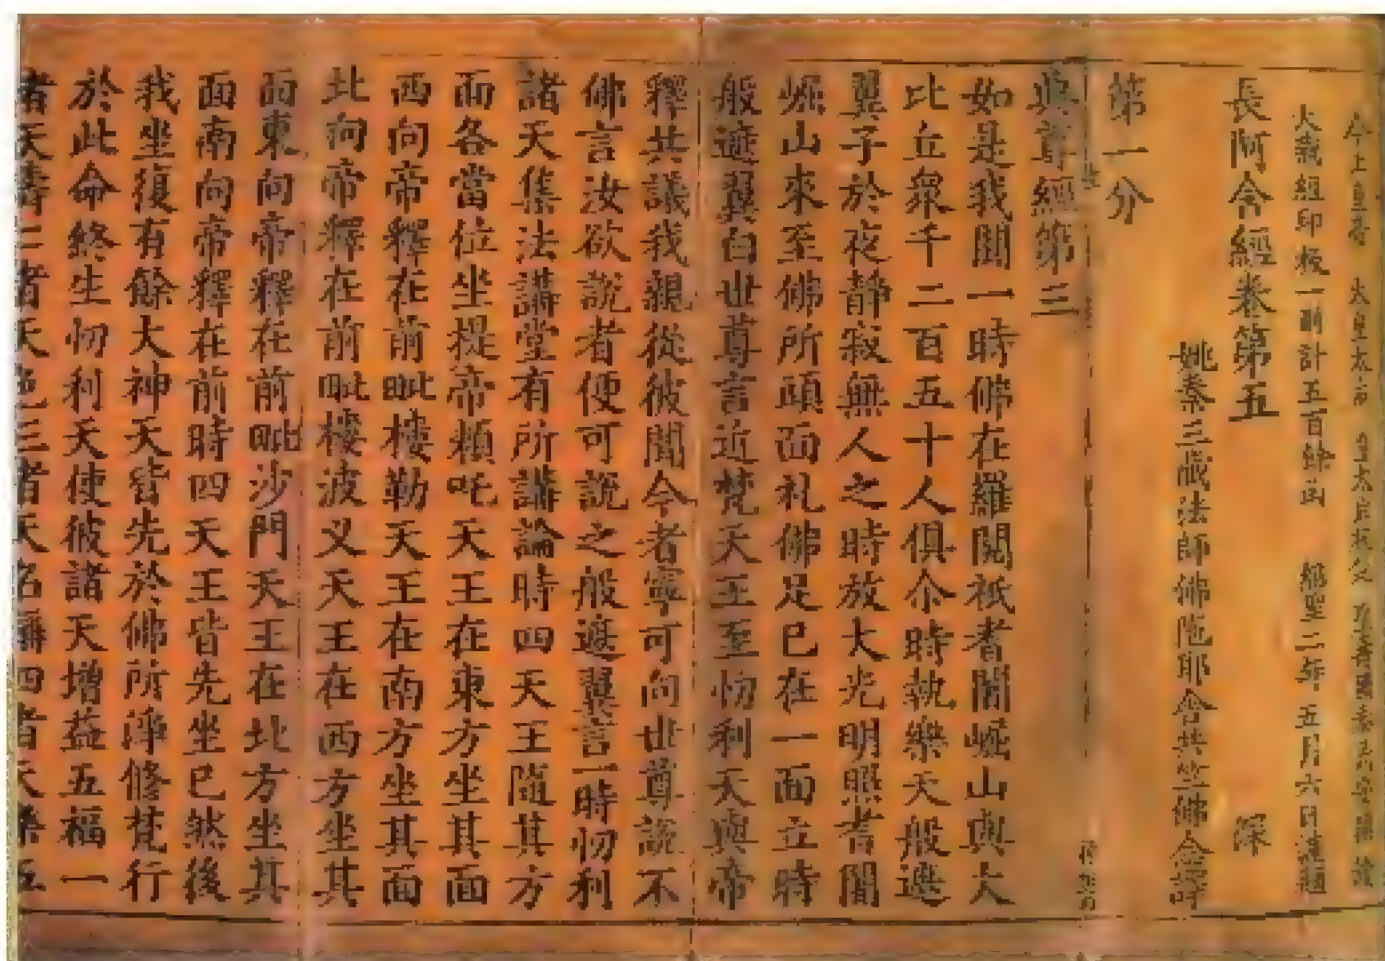 今上皇帝 太皇太后 皇太后
大藏經印板一副計五百餘函 紹聖二年五月六日謹題
長阿含經卷第五 深
姚秦三藏法師佛陁耶舍共竺佛念譯
第一分
典尊經第三
如是我聞一時佛在羅閱祇耆闍崛山與大
比丘衆千二百五十人俱尒時執樂天般遮
翼子於夜靜寂無人之時放大光明照耆闍
崛山來至佛所頭面礼佛足已在一面立時
般遮翼白世尊言近梵天王至忉利天與帝
釋共議我親從彼聞今者寧可向世尊說不
佛言汝欲說者便可說之般遮翼言一時忉利
諸天集法講堂有所講論時四天王隨其方
面各當位坐提帝賴吒天王在東方坐其面
西向帝釋在前毗樓勒天王在南方坐其面
北向帝釋在前毗樓波叉天王在西方坐其
面東向帝釋在前毗沙門天王在北方坐其
面南向帝釋在前時四天王皆先坐已然後
我坐復有餘大神天皆先於佛所淨修梵行
於此命終生忉利天使彼諸天增益五福一
者天壽二者天色三者天名稱四者天樂五